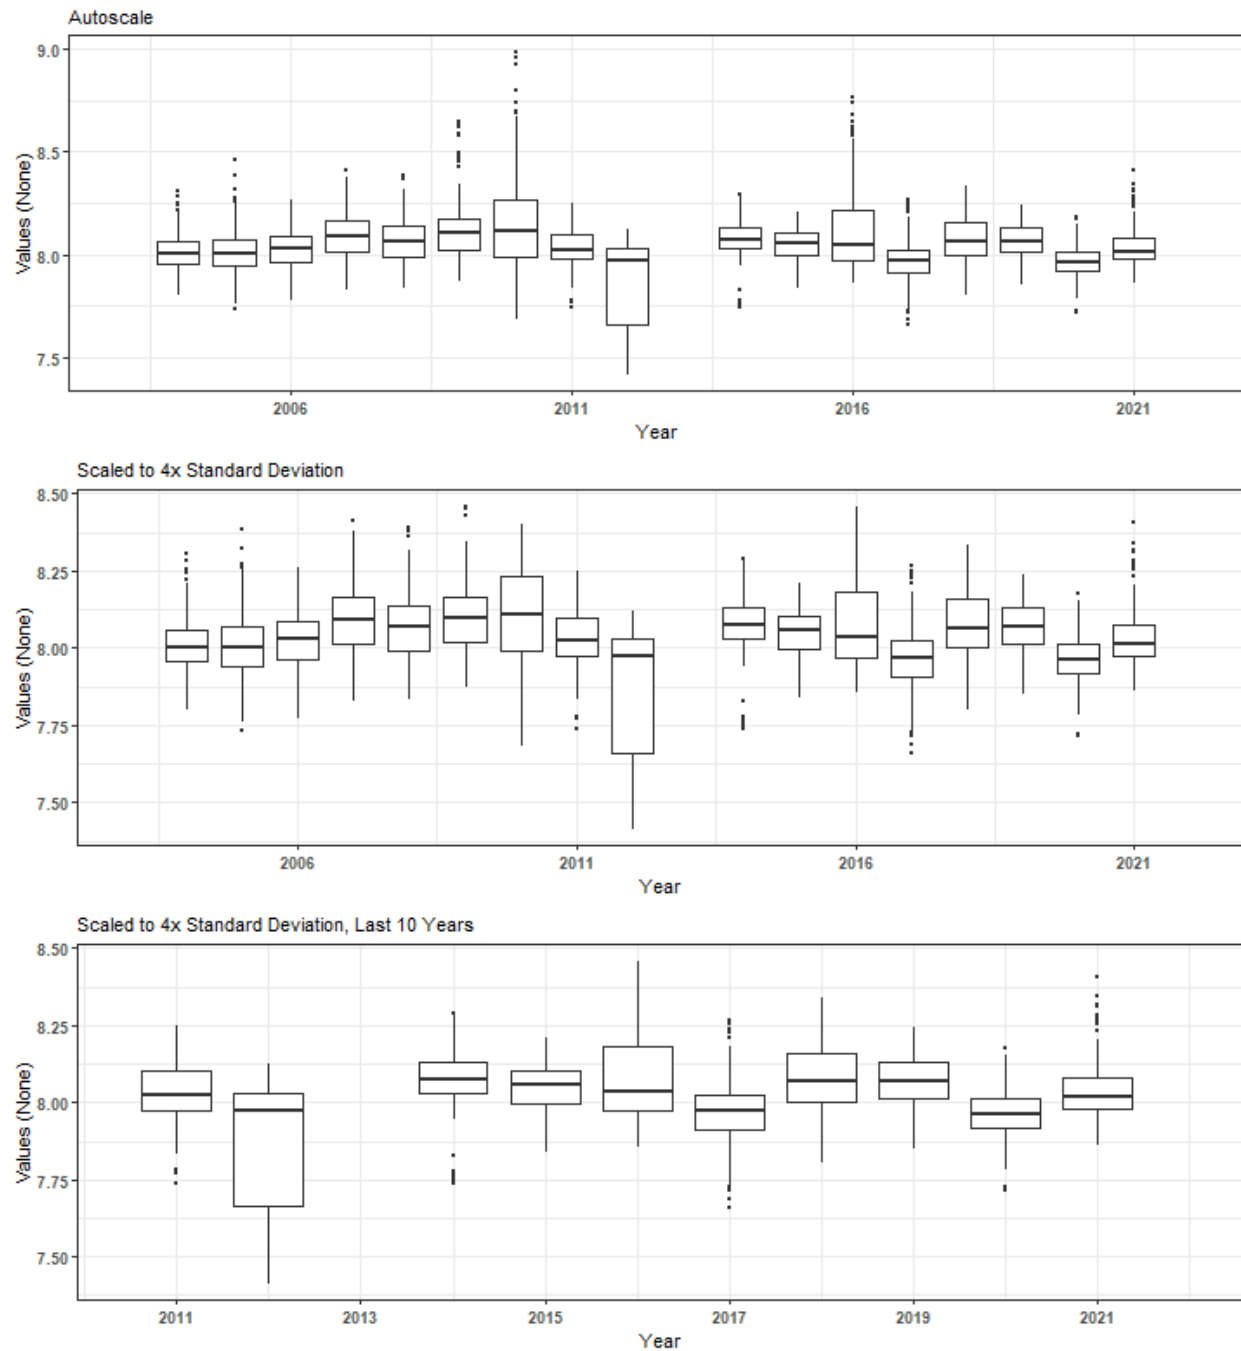 Autoscale
9.0
8.5
8.0
7.5
Values (None)
2006 2011 2016 2021
Year
Scaled to 4x Standard Deviation
8.50
8.25
8.00
7.75
7.50
Values (None)
2006 2011 2016 2021
Year
Scaled to 4x Standard Deviation, Last 10 Years
8.50
8.25
8.00
7.75
7.50
Values (None)
2011 2013 2015 2017 2019 2021
Year